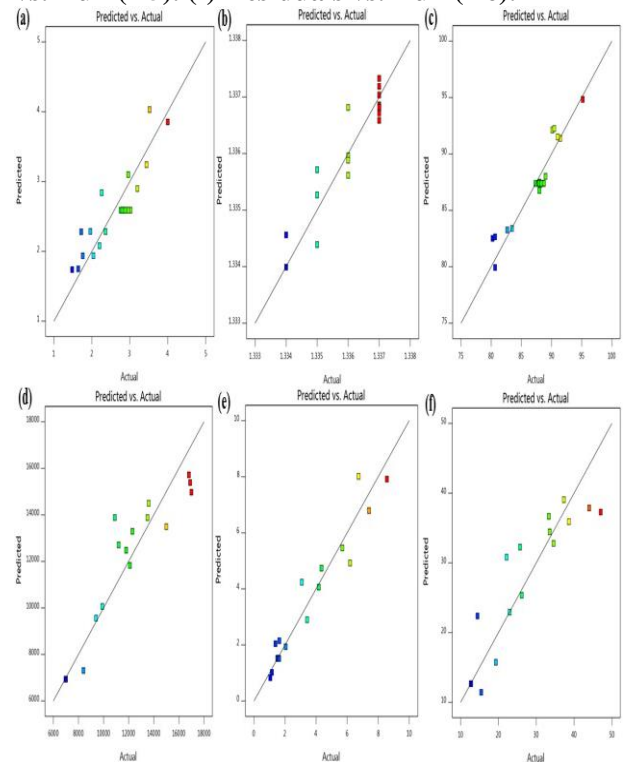 (a)
Predicted vs. Actual
5
4
3
2
1
Predicted
1 2 3 4 5
Actual
(b)
Predicted vs. Actual
1.338
1.337
1.336
1.335
1.334
1.333
Predicted
1.333 1.334 1.335 1.336 1.337 1.338
Actual
(c)
Predicted vs. Actual
100
95
90
85
80
75
Predicted
75 80 85 90 95 100
Actual
(d)
Predicted vs. Actual
18000
16000
14000
12000
10000
8000
6000
Predicted
6000 8000 10000 12000 14000 16000 18000
Actual
(e)
Predicted vs. Actual
10
8
6
4
2
0
Predicted
0 2 4 6 8 10
Actual
(f)
Predicted vs. Actual
50
40
30
20
10
Predicted
10 20 30 40 50
Actual